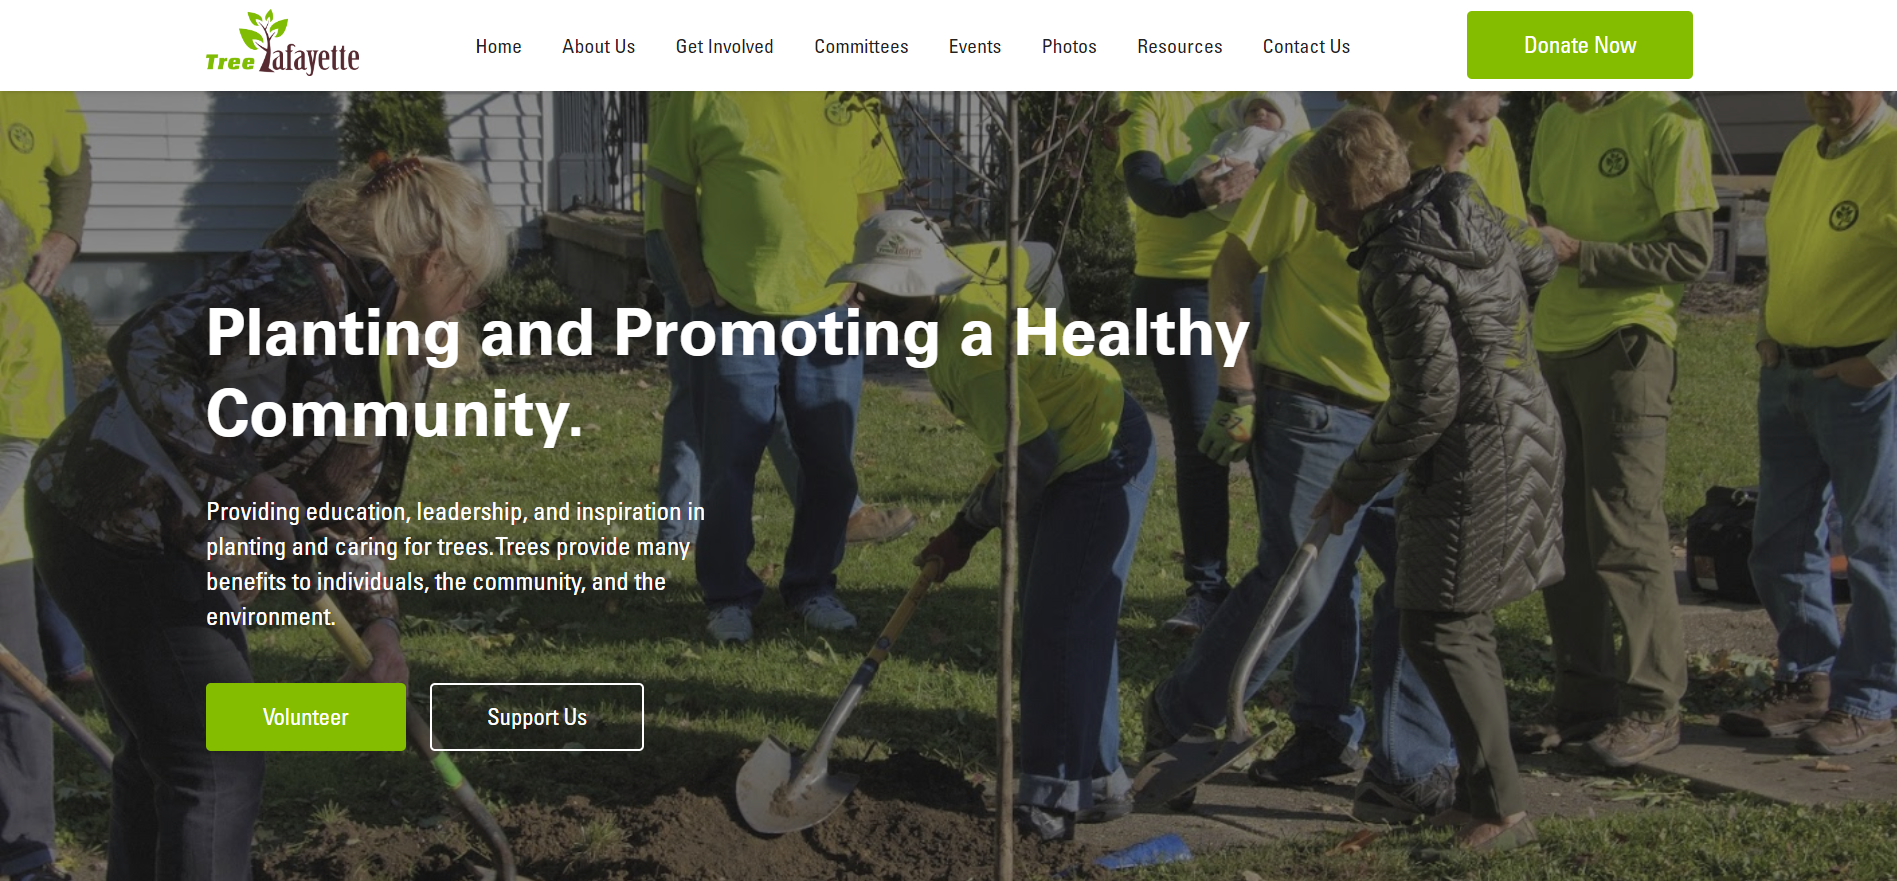 Tree Lafayette
Home
About Us
Get Involved
Committees
Events
Photos
Resources
Contact Us
Donate Now
Planting and Promoting a Healthy
Community.
Providing education, leadership, and inspiration in
planting and caring for trees.Trees provide many
benefits to individuals, the community, and the
environment.
Volunteer
Support Us